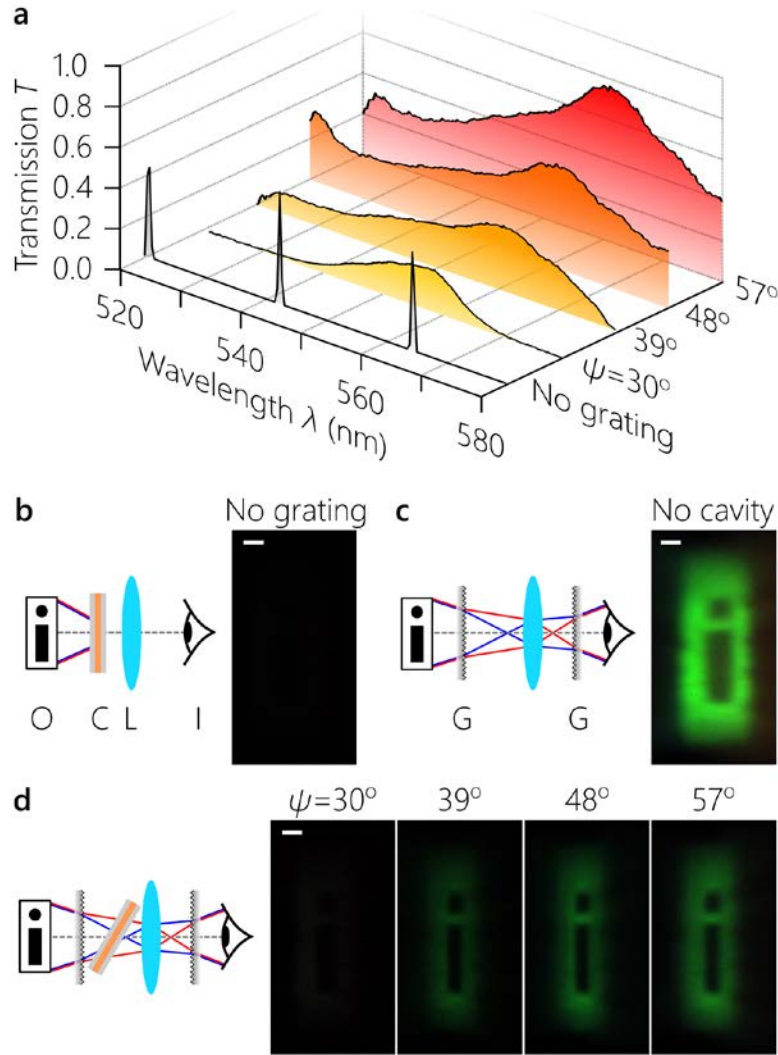 a
Transmission T
1.0
0.8
0.6
0.4
0.2
0.0
520
540
560
580
Wavelength λ (nm)
No grating
ψ=30°
39°
48°
57°
b
No grating
O C L I
c
No cavity
G G
d
ψ=30° 39° 48° 57°